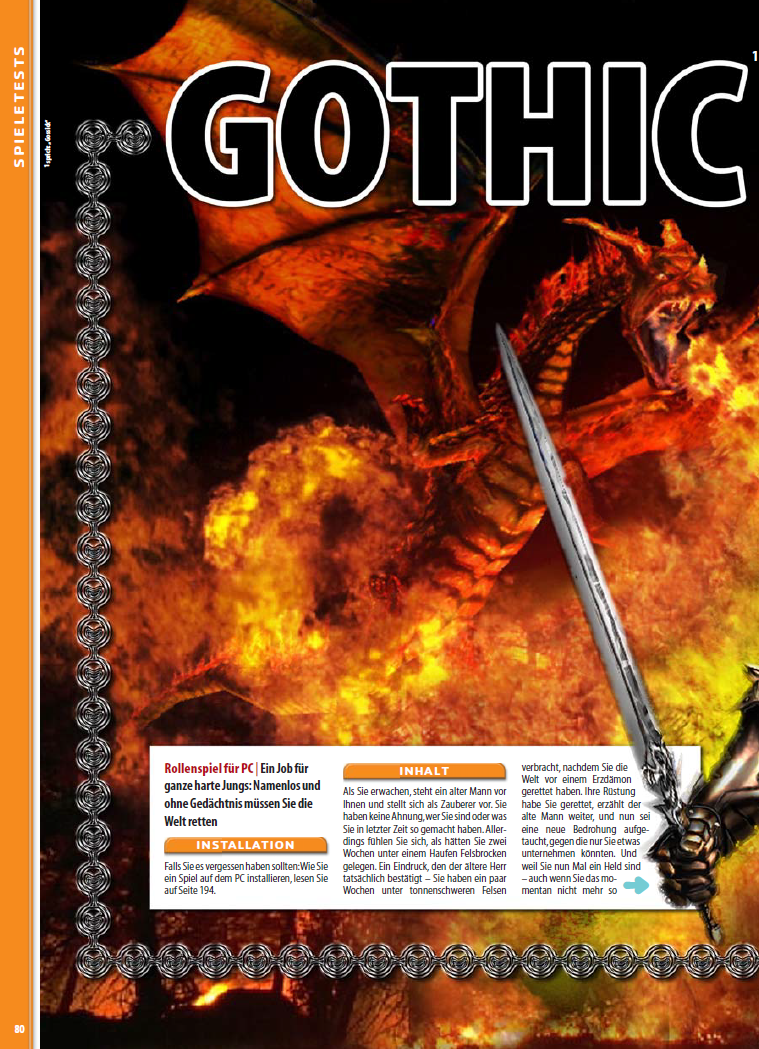 SPIELETESTS
1
GOTHIC
Rollenspiel für PC | Ein Job für
ganze harte Jungs: Namenlos und
ohne Gedächtnis müssen Sie die
Welt retten
INSTALLATION
Falls Sie es vergessen haben sollten: Wie Sie
ein Spiel auf dem PC installieren, lesen Sie
auf Seite 194.
INHALT
Als Sie erwachen, steht ein alter Mann vor
Ihnen und stellt sich als Zauberer vor. Sie
haben keine Ahnung, wer Sie sind oder was
Sie in letzter Zeit so gemacht haben. Aller-
dings fühlen Sie sich, als hätten Sie zwei
Wochen unter einem Haufen Felsbrocken
gelegen. Ein Eindruck, den der ältere Herr
tatsächlich bestätigt – Sie haben ein paar
Wochen unter tonnenschweren Felsen
verbracht, nachdem Sie die
Welt vor einem Erzdämon
gerettet haben. Ihre Rüstung
habe Sie gerettet, erzählt der
alte Mann weiter, und nun sei
eine neue Bedrohung aufge-
taucht, gegen die nur Sie etwas
unternehmen könnten. Und
weil Sie nun Mal ein Held sind
– auch wenn Sie das mo-
mentan nicht mehr so
80